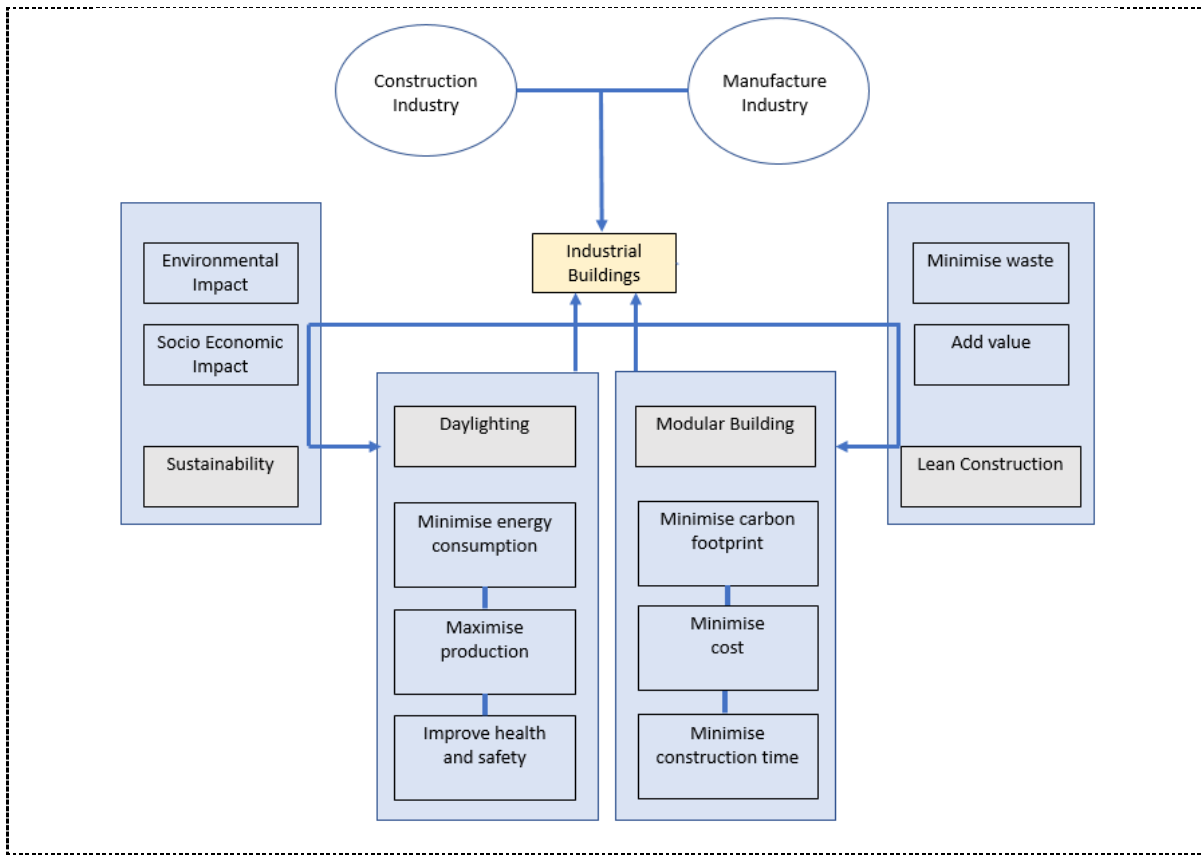 Construction
Industry
Manufacture
Industry
Industrial
Buildings
Environmental
Impact
Socio Economic
Impact
Sustainability
Minimise waste
Add value
Lean Construction
Daylighting
Minimise energy
consumption
Maximise
production
Improve health
and safety
Modular Building
Minimise carbon
footprint
Minimise
cost
Minimise
construction time